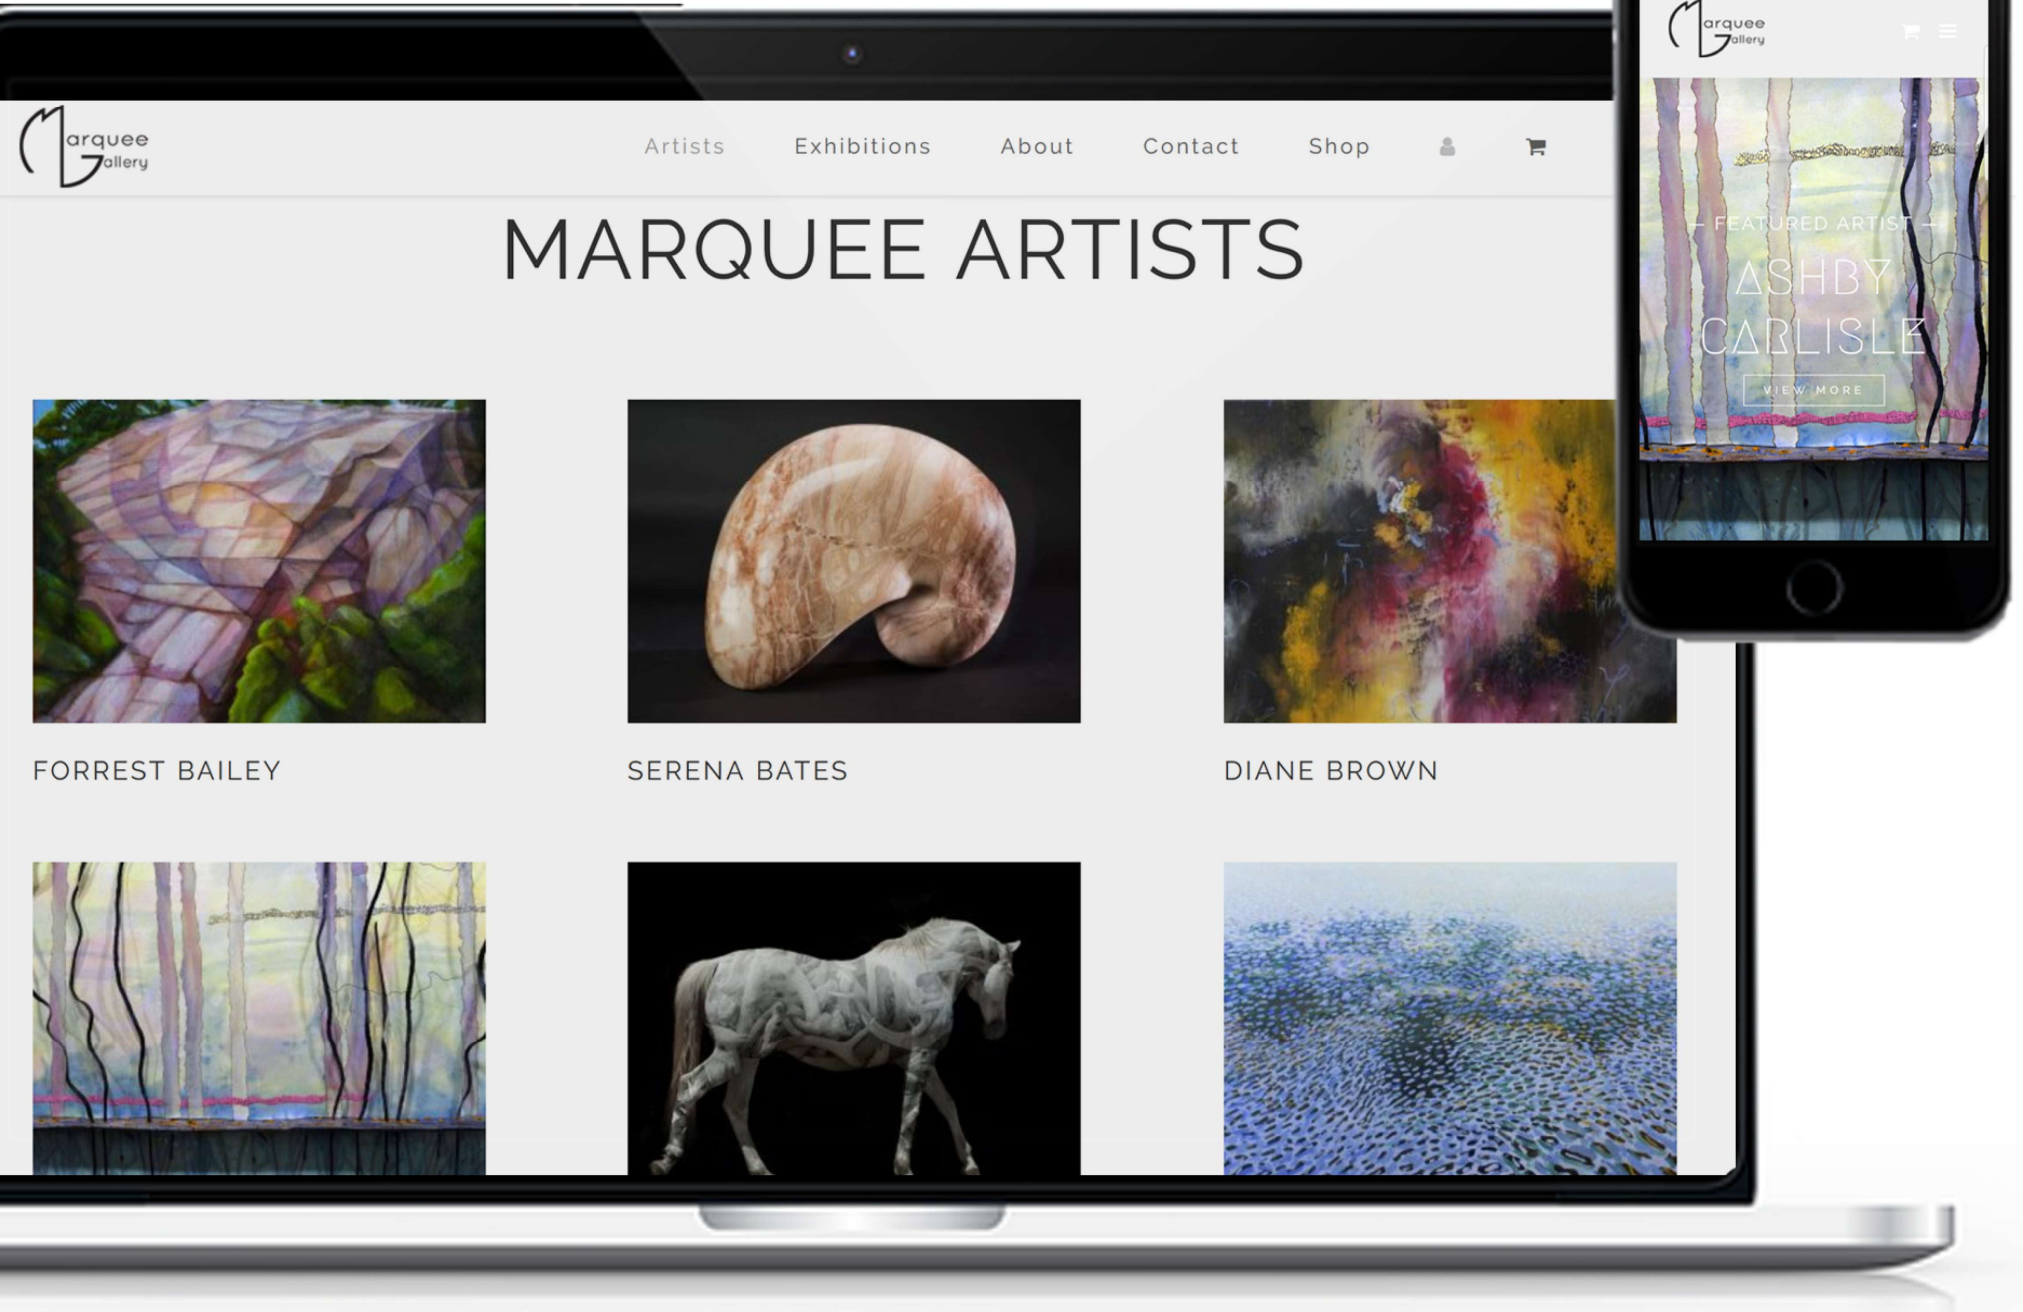 Marquee
Gallery
Artists
Exhibitions
About
Contact
Shop
MARQUEE ARTISTS
FORREST BAILEY
SERENA BATES
DIANE BROWN
Marquee
Gallery
— FEATURED ARTIST —
ASHBY
CARLISLE
VIEW MORE